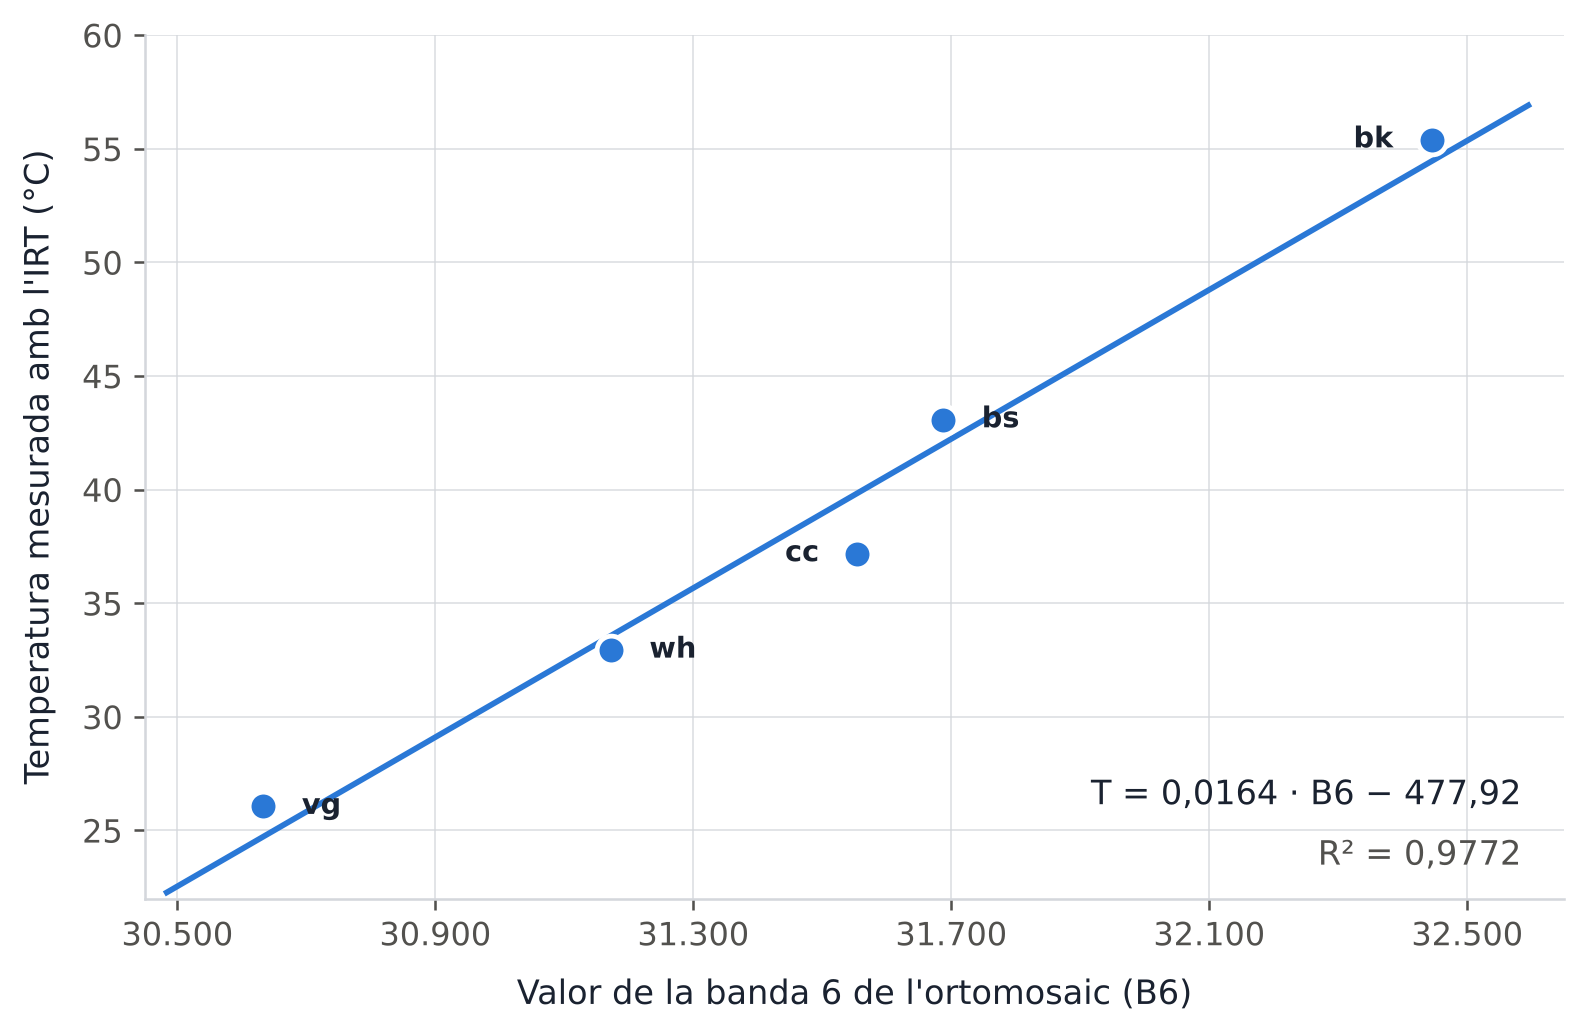 Temperatura mesurada amb l'IRT (°C)
60
55
50
45
40
35
30
25
bk
bs
cc
wh
vg
T = 0,0164 · B6 − 477,92
R² = 0,9772
30.500 30.900 31.300 31.700 32.100 32.500
Valor de la banda 6 de l'ortomosaic (B6)